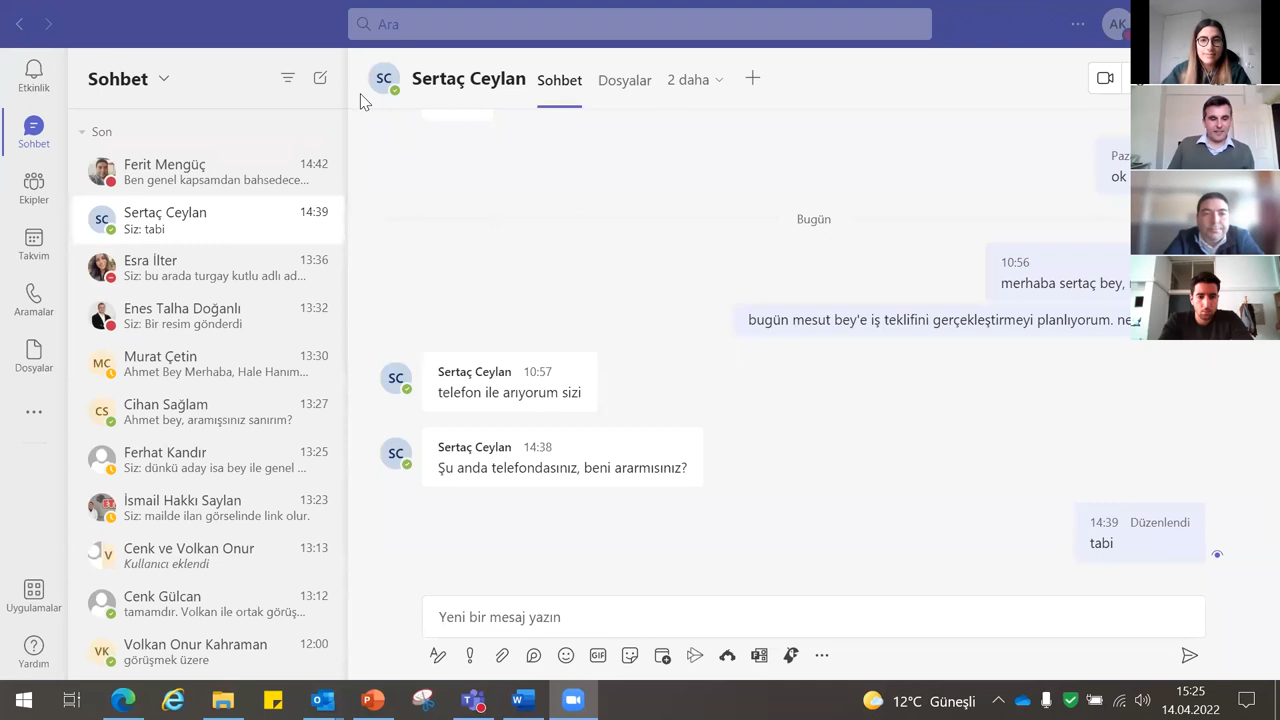 Ara
AK
Etkinlik
Sohbet
Ekipler
Takvim
Aramalar
Dosyalar
Uygulamalar
Yardım
Sohbet
Son
Ferit Mengüç 14:42
Ben genel kapsamdan bahsedece...
SC Sertaç Ceylan 14:39
Siz: tabi
Esra İlter 13:36
Siz: bu arada turgay kutlu adlı ad...
Enes Talha Doğanlı 13:32
Siz: Bir resim gönderdi
MC Murat Çetin 13:30
Ahmet Bey Merhaba, Hale Hanım...
CS Cihan Sağlam 13:27
Ahmet bey, aramışsınız sanırım?
Ferhat Kandır 13:25
Siz: dünkü aday isa bey ile genel ...
İsmail Hakkı Saylan 13:23
Siz: mailde ilan görselinde link olur.
V Cenk ve Volkan Onur 13:13
Kullanıcı eklendi
Cenk Gülcan 13:12
tamamdır. Volkan ile ortak görüş...
VK Volkan Onur Kahraman 12:00
görüşmek üzere
SC Sertaç Ceylan Sohbet Dosyalar 2 daha
Paz
ok
Bugün
10:56
merhaba sertaç bey,
bugün mesut bey'e iş teklifini gerçekleştirmeyi planlıyorum. ne
SC Sertaç Ceylan 10:57
telefon ile arıyorum sizi
SC Sertaç Ceylan 14:38
Şu anda telefondasınız, beni ararmısınız?
14:39 Düzenlendi
tabi
Yeni bir mesaj yazın
GIF
12°C Güneşli
15:25
14.04.2022